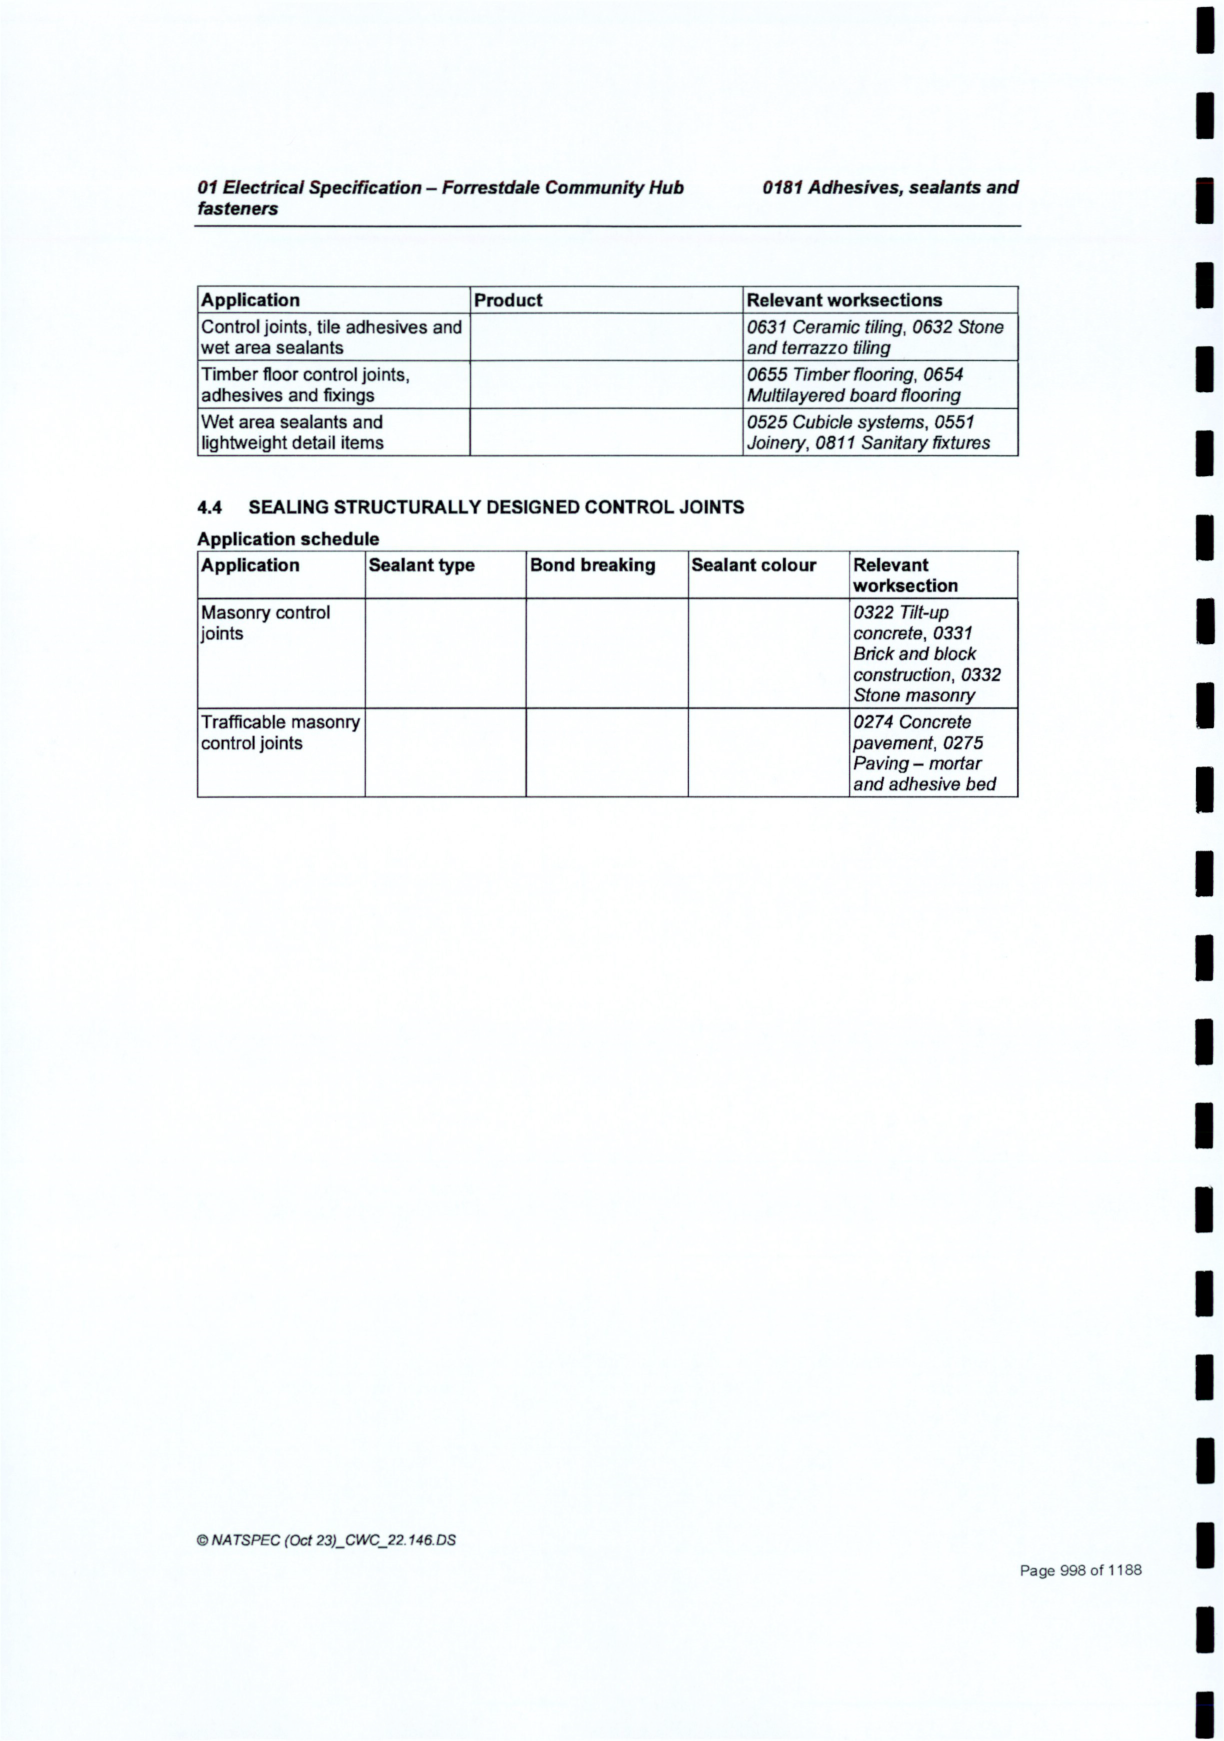 01 Electrical Specification – Forrestdale Community Hub 0181 Adhesives, sealants and
fasteners
Application Product Relevant worksections
Control joints, tile adhesives and 0631 Ceramic tiling, 0632 Stone
wet area sealants and terrazzo tiling
Timber floor control joints, 0655 Timber flooring, 0654
adhesives and fixings Multilayered board flooring
Wet area sealants and 0525 Cubicle systems, 0551
lightweight detail items Joinery, 0811 Sanitary fixtures
4.4 SEALING STRUCTURALLY DESIGNED CONTROL JOINTS
Application schedule
Application Sealant type Bond breaking Sealant colour Relevant
worksection
Masonry control 0322 Tilt-up
joints concrete, 0331
Brick and block
construction, 0332
Stone masonry
Trafficable masonry 0274 Concrete
control joints pavement, 0275
Paving – mortar
and adhesive bed
© NATSPEC (Oct 23)_CWC_22.146.DS
Page 998 of 1188